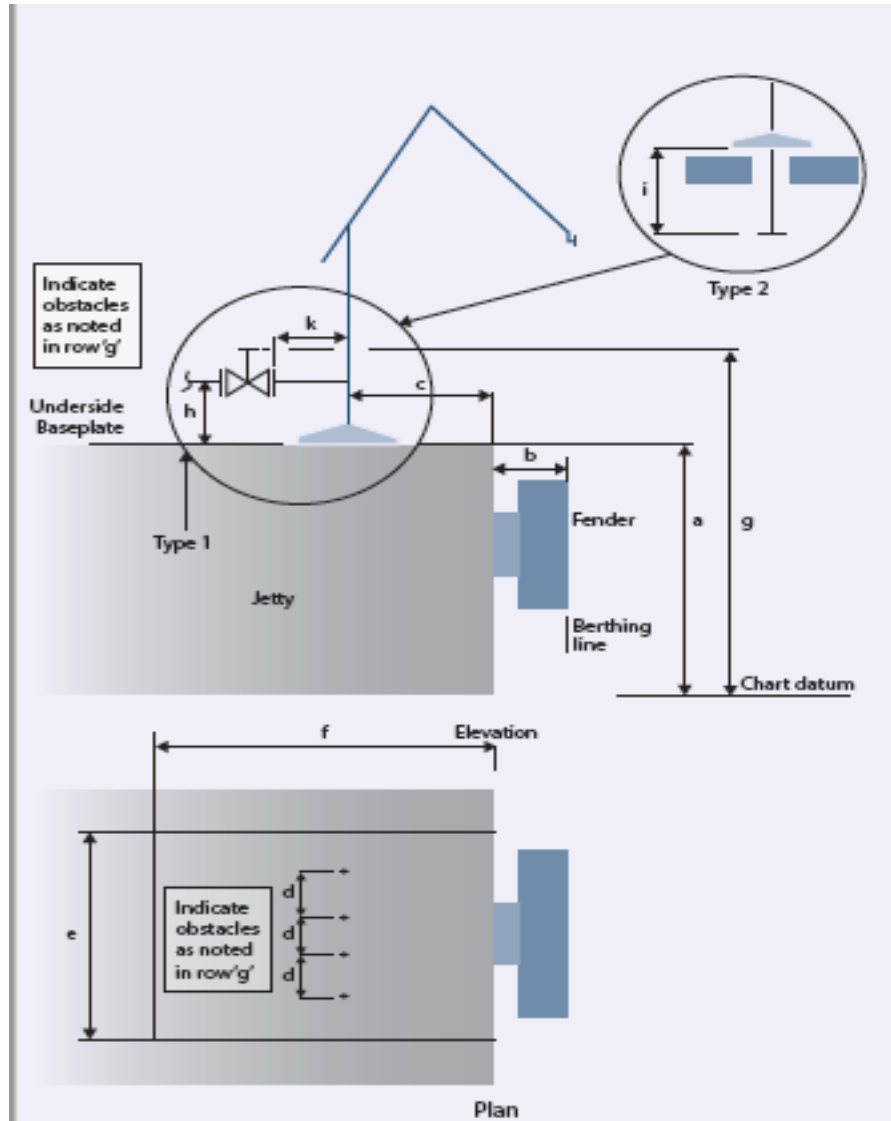 i
Type 2
Indicate
obstacles
as noted
in row 'g'
k
c
h
Underside
Baseplate
b
Type 1
Fender
a
g
Jetty
Berthing
line
Chart datum
f
Elevation
e
d
d
d
Indicate
obstacles
as noted
in row 'g'
Plan